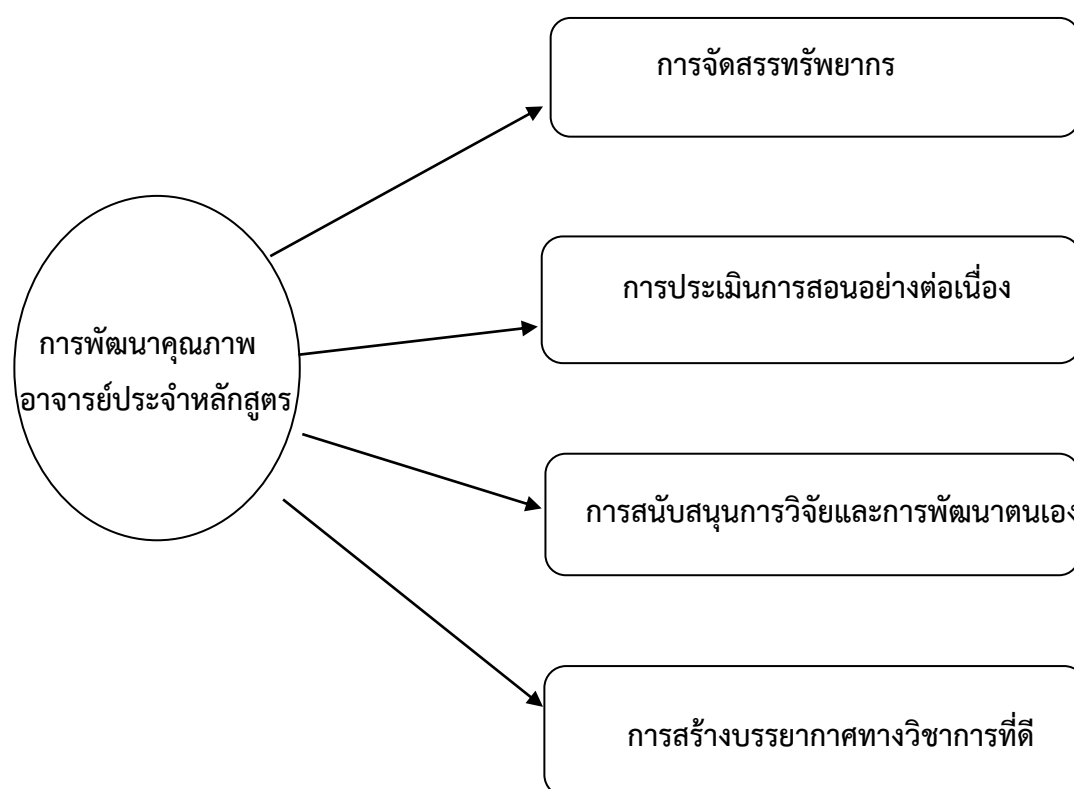 การจัดสรรทรัพยากร
การประเมินการสอนอย่างต่อเนื่อง
การพัฒนาคุณภาพ
อาจารย์ประจำหลักสูตร
การสนับสนุนการวิจัยและการพัฒนาตนเอง
การสร้างบรรยากาศทางวิชาการที่ดี